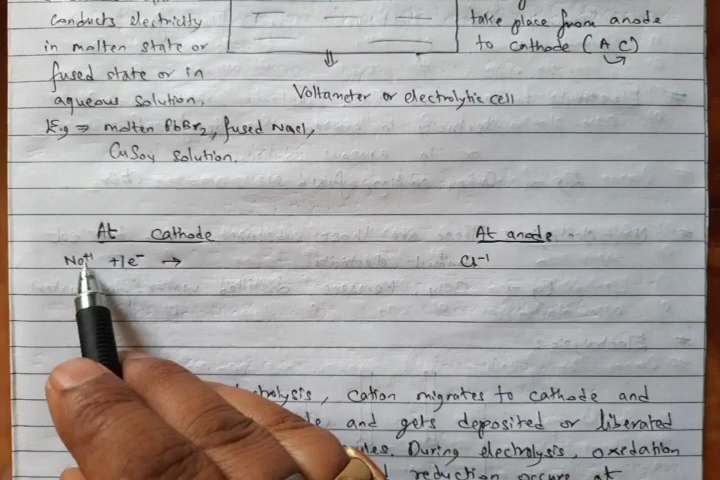 conducts electricity
in molten state or
fused state or in
aqueous solution.
E.g ⇒ molten PbBr2, fused NaCl,
CuSO4 solution.
take place from anode
to cathode (A C)
⇓
Voltameter or electrolytic cell
At cathode
Na+1 +1e- →
At anode
Cl-1
, cation migrates to cathode and
and gets deposited or liberated
During electrolysis, oxidation
reduction occurs at